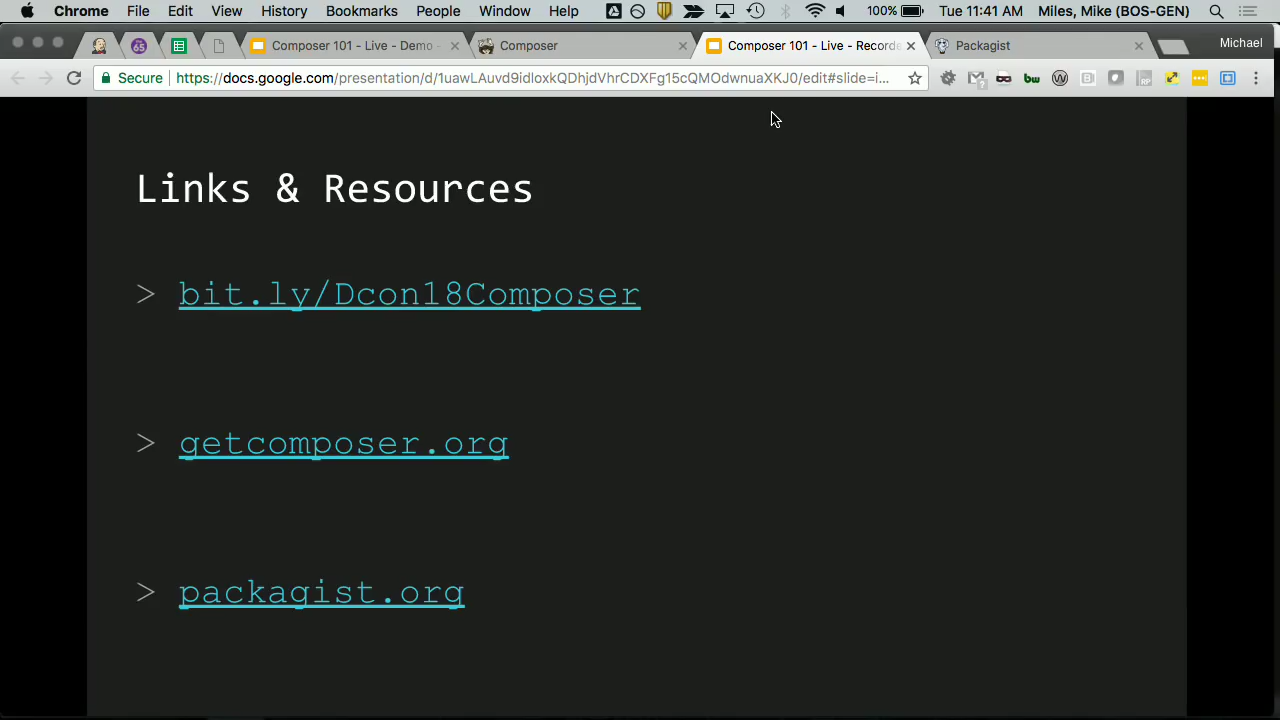 Chrome File Edit View History Bookmarks People Window Help 100% Tue 11:41 AM Miles, Mike (BOS-GEN)
65 Composer 101 - Live - Demo - Composer Composer 101 - Live - Recorde Packagist Michael
Secure https://docs.google.com/presentation/d/1uawLAuvd9idloxkQDhjdVhrCDXFg15cQMOdwnuaXKJ0/edit#slide=i...
Links & Resources
> bit.ly/Dcon18Composer
> getcomposer.org
> packagist.org